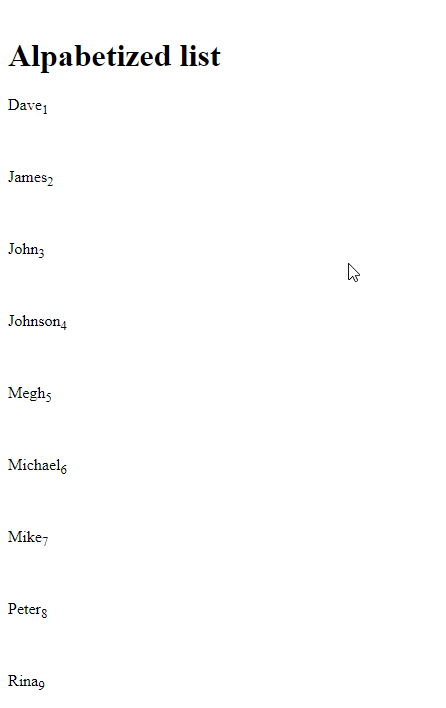 Alpabetized list
Dave1
James2
John3
Johnson4
Megh5
Michael6
Mike7
Peter8
Rina9